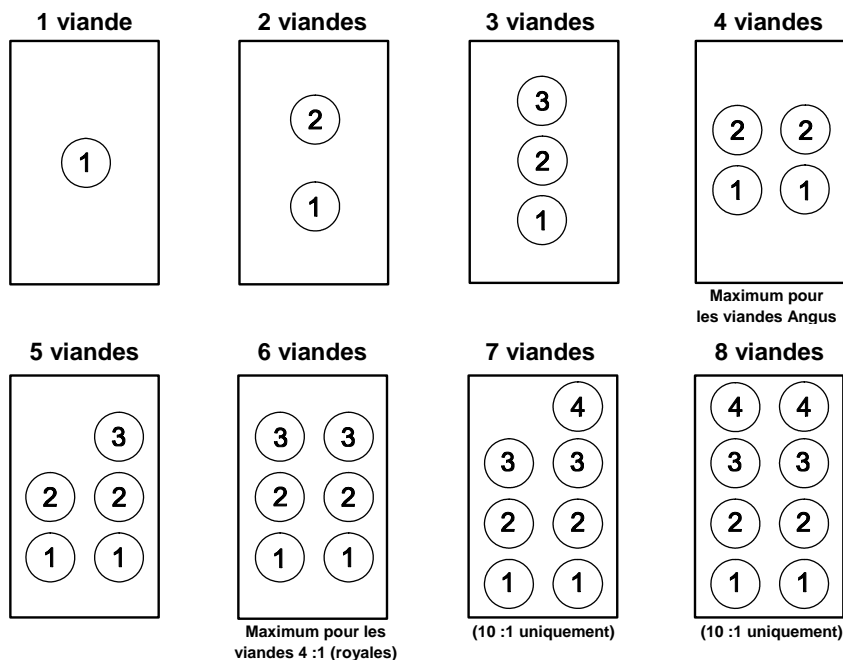 1 viande
2 viandes
3 viandes
4 viandes
1
2
1
3
2
1
2 2
1 1
Maximum pour
les viandes Angus
5 viandes
6 viandes
7 viandes
8 viandes
3
2 2
1 1
3 3
2 2
1 1
Maximum pour les
viandes 4 :1 (royales)
4
3 3
2 2
1 1
(10 :1 uniquement)
4 4
3 3
2 2
1 1
(10 :1 uniquement)